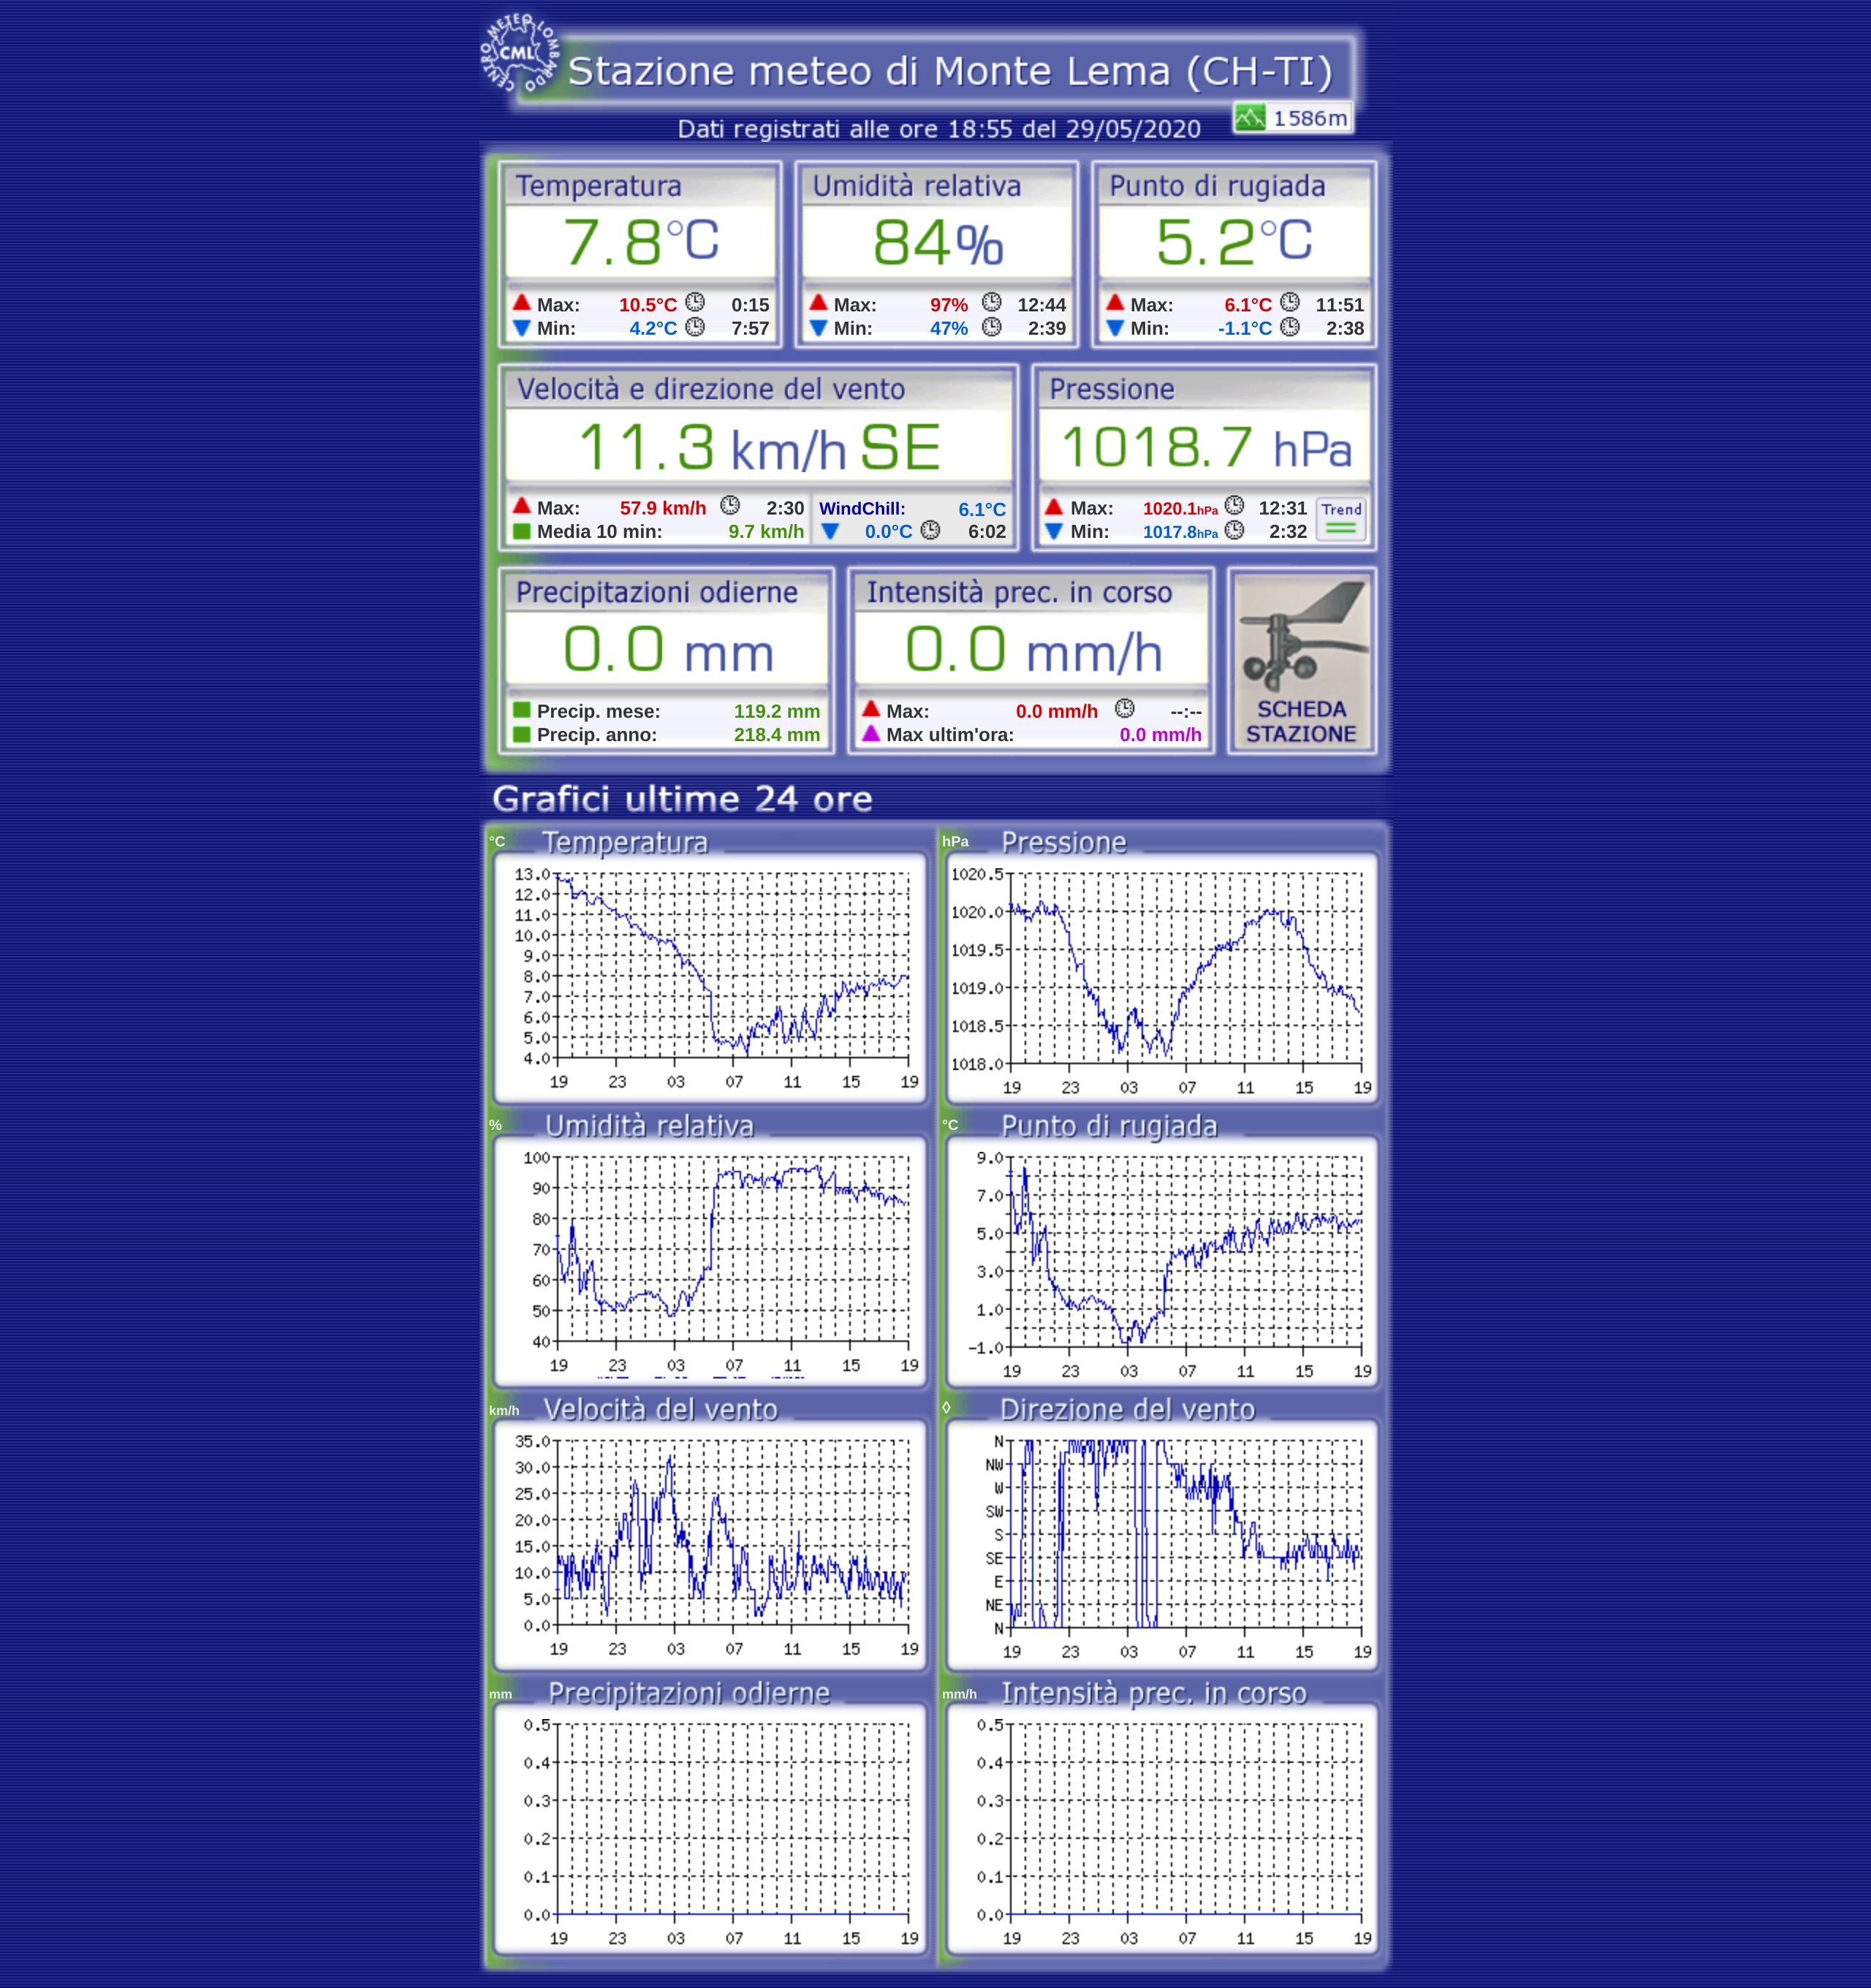 CENTRO METEO LOMBARDO
CML
Stazione meteo di Monte Lema (CH-TI)
1586m
Dati registrati alle ore 18:55 del 29/05/2020
Temperatura
7.8°C
Max: 10.5°C 0:15
Min: 4.2°C 7:57
Umidità relativa
84%
Max: 97% 12:44
Min: 47% 2:39
Punto di rugiada
5.2°C
Max: 6.1°C 11:51
Min: -1.1°C 2:38
Velocità e direzione del vento
11.3 km/h SE
Max: 57.9 km/h 2:30
Media 10 min: 9.7 km/h
WindChill: 6.1°C
0.0°C 6:02
Pressione
1018.7 hPa
Max: 1020.1hPa 12:31
Min: 1017.8hPa 2:32
Trend
Precipitazioni odierne
0.0 mm
Precip. mese: 119.2 mm
Precip. anno: 218.4 mm
Intensità prec. in corso
0.0 mm/h
Max: 0.0 mm/h --:--
Max ultim'ora: 0.0 mm/h
SCHEDA
STAZIONE
Grafici ultime 24 ore
°C Temperatura
13.0
12.0
11.0
10.0
9.0
8.0
7.0
6.0
5.0
4.0
19 23 03 07 11 15 19
hPa Pressione
1020.5
1020.0
1019.5
1019.0
1018.5
1018.0
19 23 03 07 11 15 19
% Umidità relativa
100
90
80
70
60
50
40
19 23 03 07 11 15 19
°C Punto di rugiada
9.0
7.0
5.0
3.0
1.0
-1.0
19 23 03 07 11 15 19
km/h Velocità del vento
35.0
30.0
25.0
20.0
15.0
10.0
5.0
0.0
19 23 03 07 11 15 19
◊ Direzione del vento
N
NW
W
SW
S
SE
E
NE
N
19 23 03 07 11 15 19
mm Precipitazioni odierne
0.5
0.4
0.3
0.2
0.1
0.0
19 23 03 07 11 15 19
mm/h Intensità prec. in corso
0.5
0.4
0.3
0.2
0.1
0.0
19 23 03 07 11 15 19